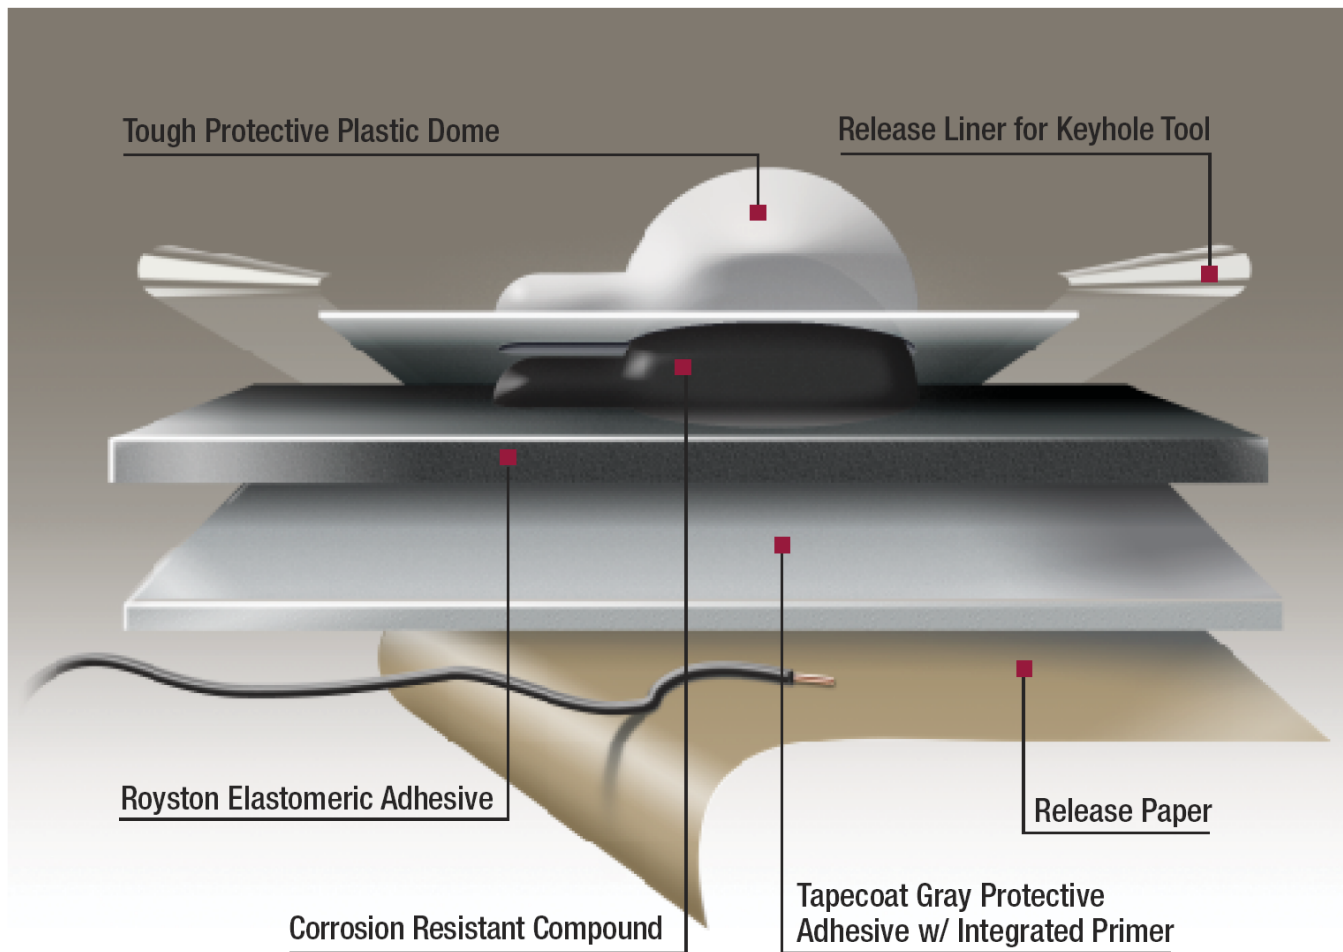 Tough Protective Plastic Dome
Release Liner for Keyhole Tool
Royston Elastomeric Adhesive
Release Paper
Corrosion Resistant Compound
Tapecoat Gray Protective
Adhesive w/ Integrated Primer